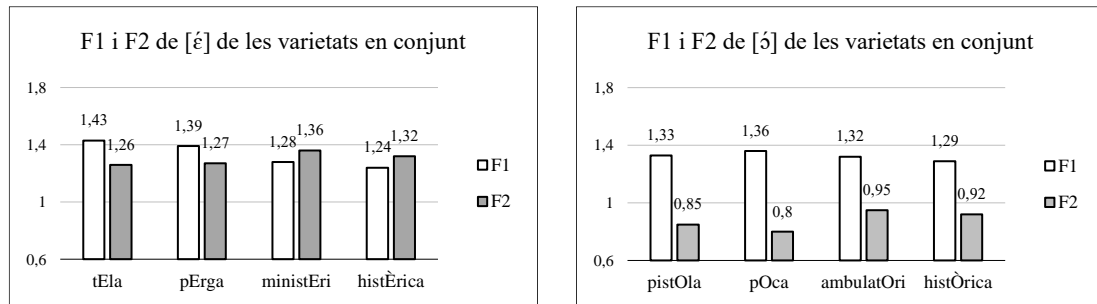 F1 i F2 de [ɛ́] de les varietats en conjunt
1,8
1,4
1
0,6
1,43
1,26
1,39
1,27
1,28
1,36
1,24
1,32
tEla
pErga
ministEri
histÈrica
F1
F2
F1 i F2 de [ɔ́] de les varietats en conjunt
1,8
1,4
1
0,6
1,33
0,85
1,36
0,8
1,32
0,95
1,29
0,92
pistOla
pOca
ambulatOri
histÒrica
F1
F2